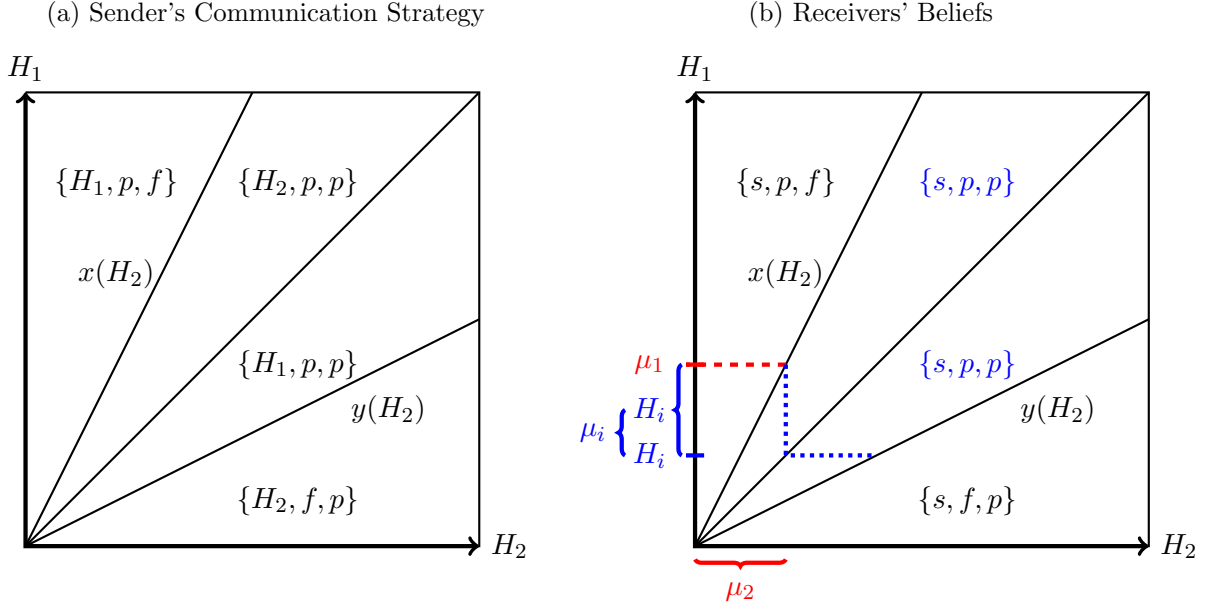 (a) Sender's Communication Strategy
(b) Receivers' Beliefs
H₁
{H₁, p, f}
{H₂, p, p}
x(H₂)
{H₁, p, p}
y(H₂)
{H₂, f, p}
H₂
H₁
{s, p, f}
{s, p, p}
x(H₂)
μ₁
{s, p, p}
μᵢ
Hᵢ
y(H₂)
Hᵢ
{s, f, p}
H₂
μ₂